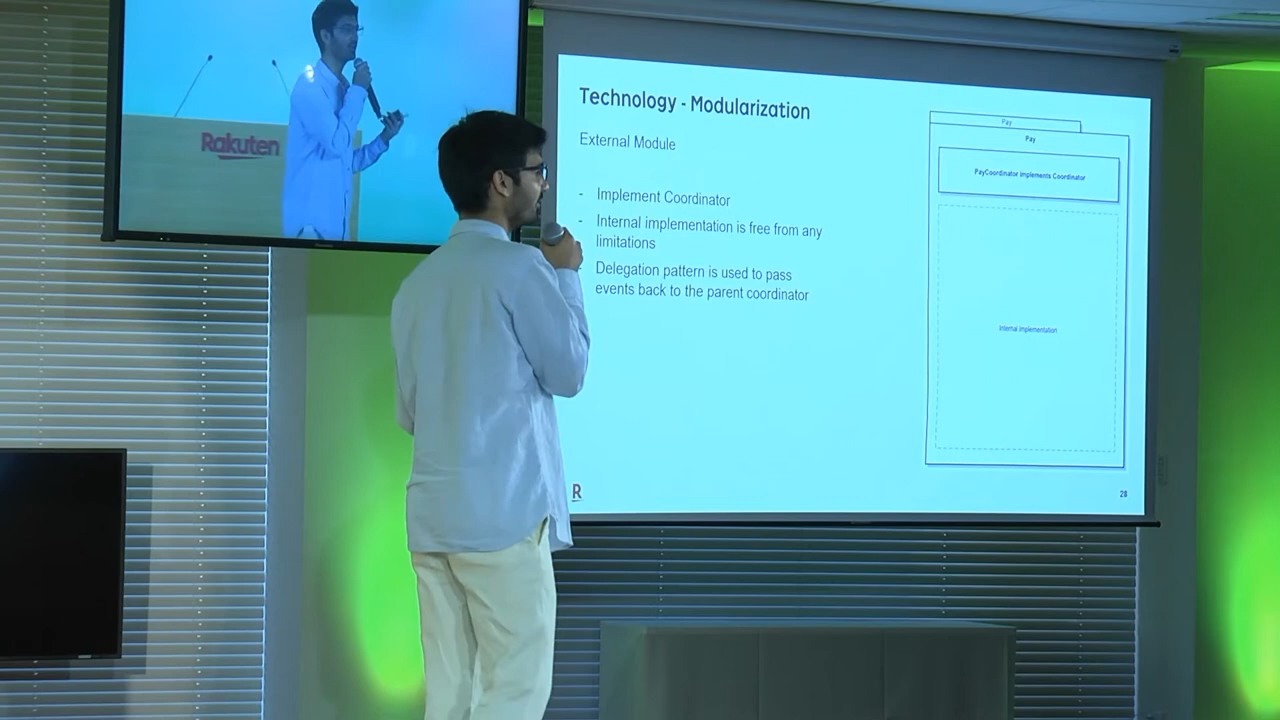 Rakuten
Technology - Modularization
External Module
- Implement Coordinator
- Internal implementation is free from any
limitations
Delegation pattern is used to pass
events back to the parent coordinator
Pay
Pay
PayCoordinator implements Coordinator
Internal Implementation
R
28